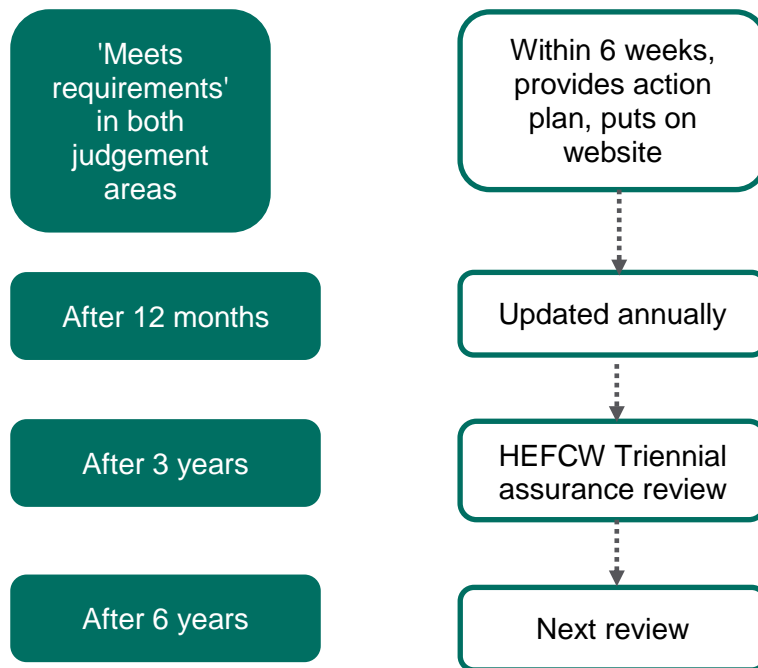 'Meets
requirements'
in both
judgement
areas
Within 6 weeks,
provides action
plan, puts on
website
After 12 months
Updated annually
After 3 years
HEFCW Triennial
assurance review
After 6 years
Next review